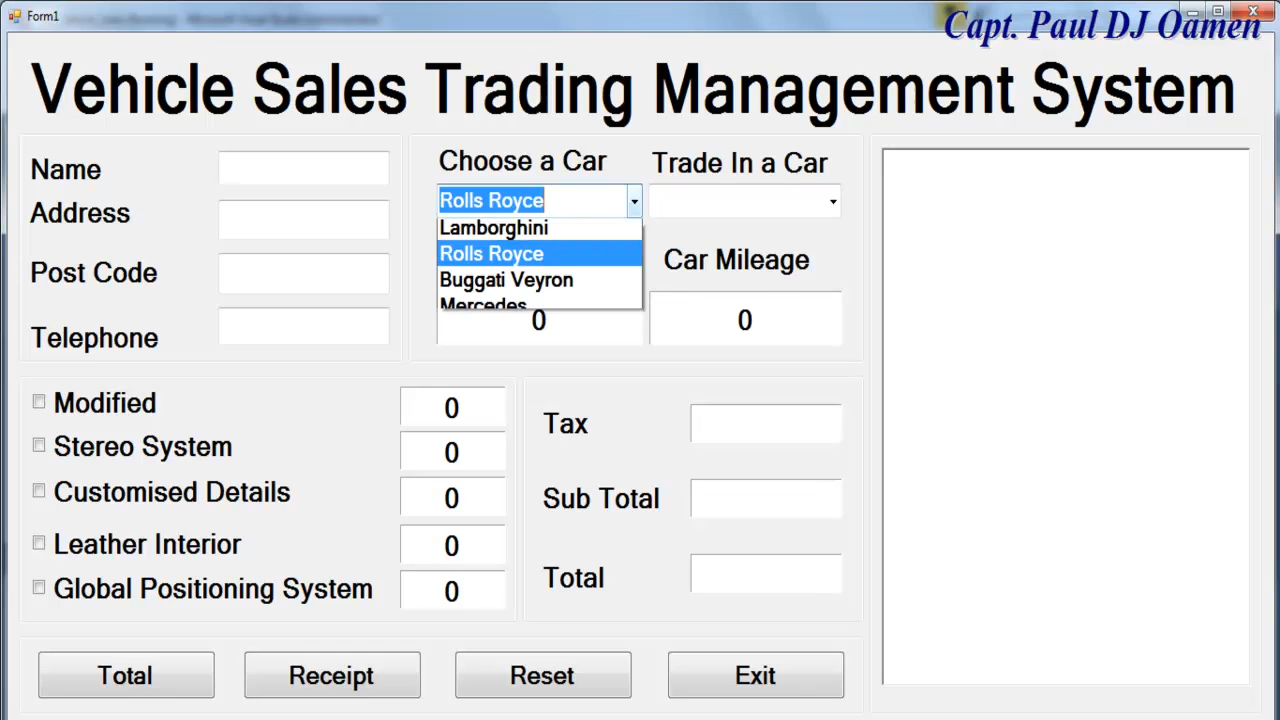 Form1
Capt. Paul DJ Oamen
Vehicle Sales Trading Management System
Name
Address
Post Code
Telephone
Choose a Car
Trade In a Car
Rolls Royce
Lamborghini
Rolls Royce
Buggati Veyron
Mercedes
Car Mileage
0
0
Modified
0
Stereo System
0
Customised Details
0
Leather Interior
0
Global Positioning System
0
Tax
Sub Total
Total
Total
Receipt
Reset
Exit